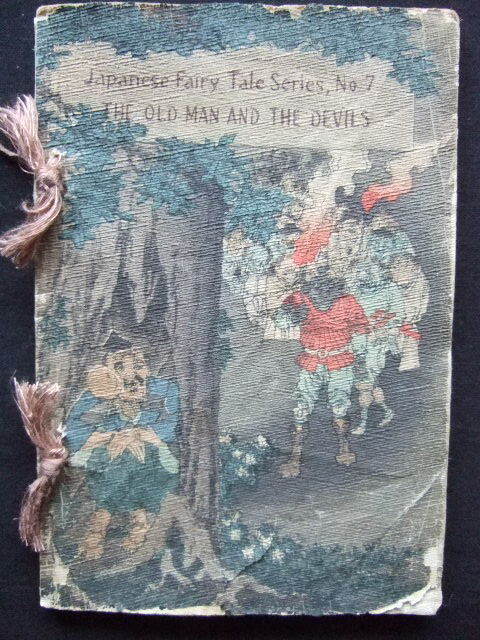 Japanese Fairy Tale Series, No. 7
THE OLD MAN AND THE DEVILS